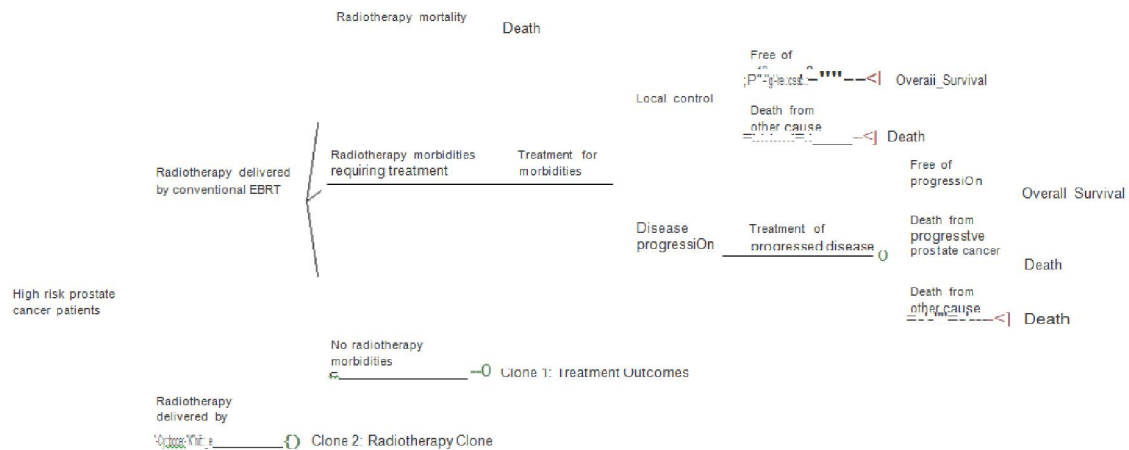 Radiotherapy mortality
Death
Free of
Overaii_Survival
Local control
Death from
other cause
Death
Radiotherapy delivered
by conventional EBRT
Radiotherapy morbidities
requiring treatment
Treatment for
morbidities
Free of
progressiOn
Overall Survival
Disease
progressiOn
Treatment of
progressed disease
Death from
progresstve
prostate cancer
Death
High risk prostate
cancer patients
Death from
other cause
Death
No radiotherapy
morbidities
Clone 1: Treatment Outcomes
Radiotherapy
delivered by
Clone 2: Radiotherapy Clone